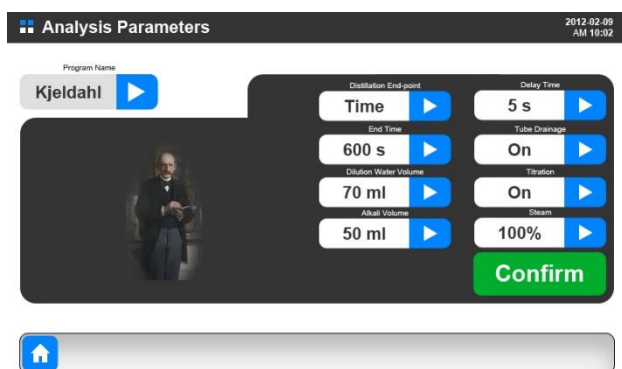 Analysis Parameters
2012-02-09
AM 10:02
Program Name
Kjeldahl
Distillation End-point
Time
End Time
600 s
Dilution Water Volume
70 ml
Alkali Volume
50 ml
Delay Time
5 s
Tube Drainage
On
Titration
On
Steam
100%
Confirm